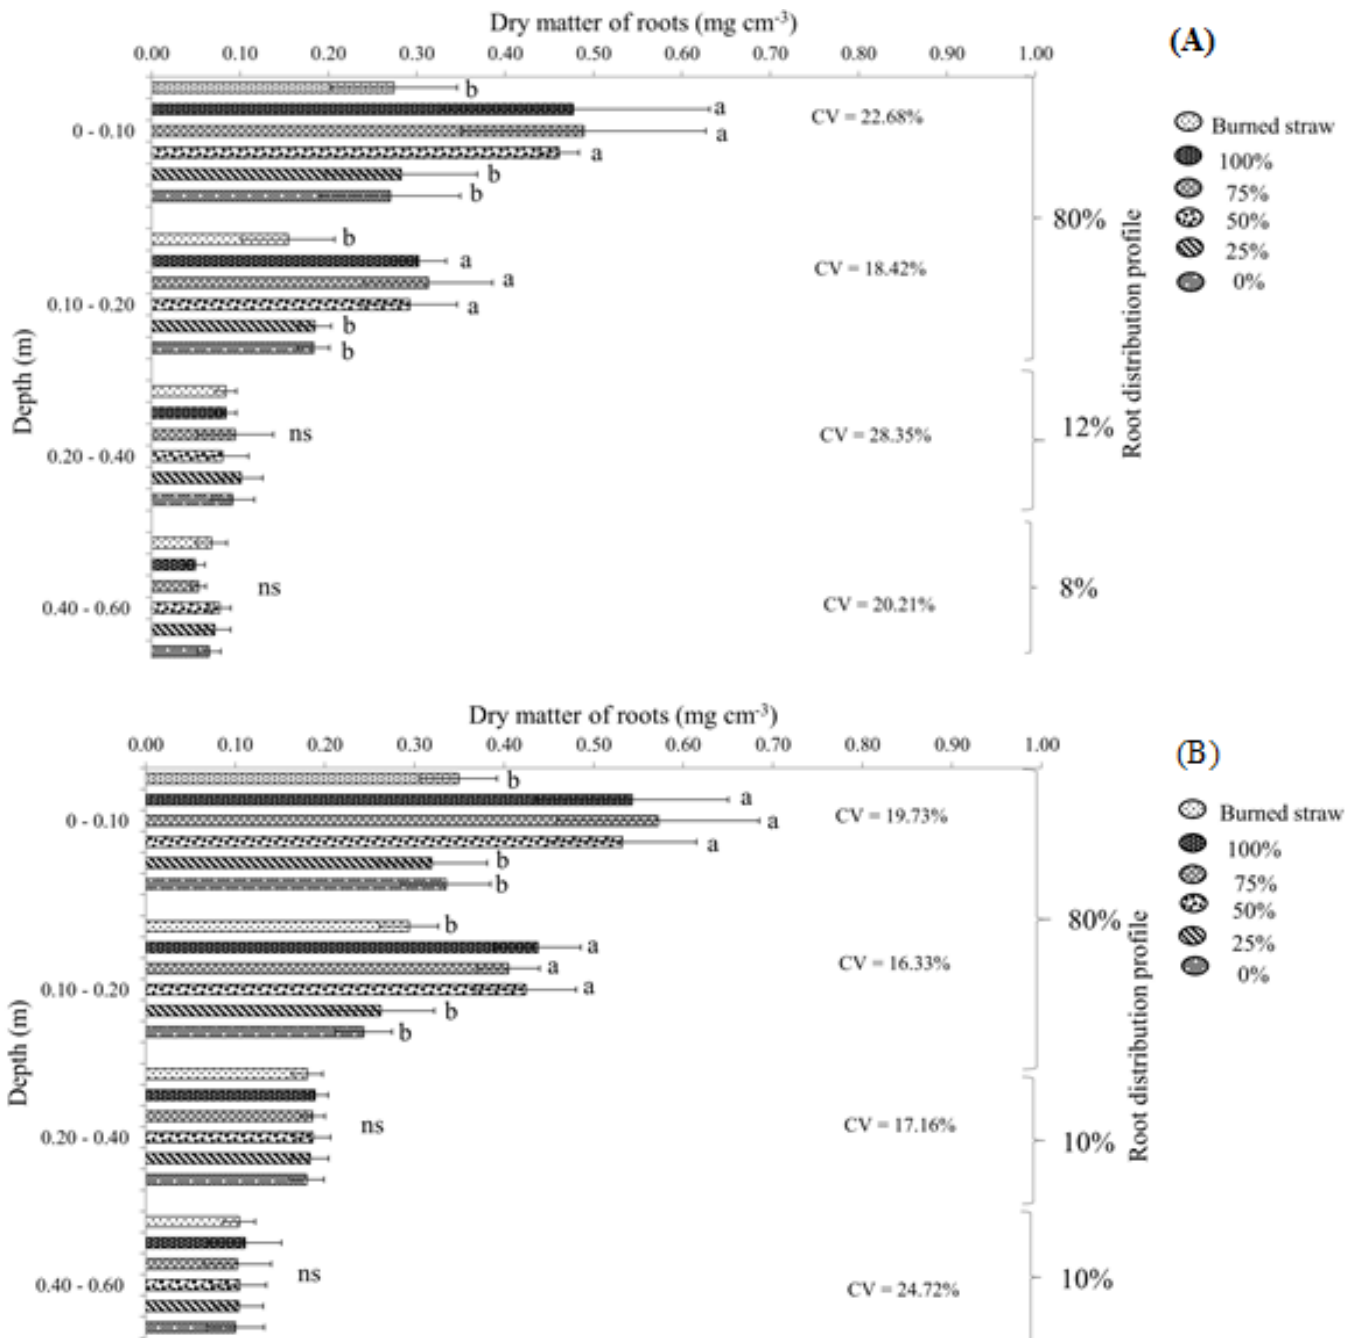 Dry matter of roots (mg cm-3)
0.00 0.10 0.20 0.30 0.40 0.50 0.60 0.70 0.80 0.90 1.00
(A)
b
a
0 - 0.10 a CV = 22.68%
a
b
b
Burned straw
100%
75%
50%
25%
0%
80%
b
a
a CV = 18.42%
0.10 - 0.20 a
b
b
Depth (m)
Root distribution profile
ns CV = 28.35% 12%
0.20 - 0.40
ns 8%
0.40 - 0.60 CV = 20.21%
Dry matter of roots (mg cm-3)
0.00 0.10 0.20 0.30 0.40 0.50 0.60 0.70 0.80 0.90 1.00
(B)
b
a
0 - 0.10 a CV = 19.73%
a
b
b
Burned straw
100%
75%
50%
25%
0%
80%
b
a
a CV = 16.33%
0.10 - 0.20 a
b
b
Depth (m)
Root distribution profile
ns CV = 17.16%
0.20 - 0.40 10%
ns
0.40 - 0.60 CV = 24.72% 10%